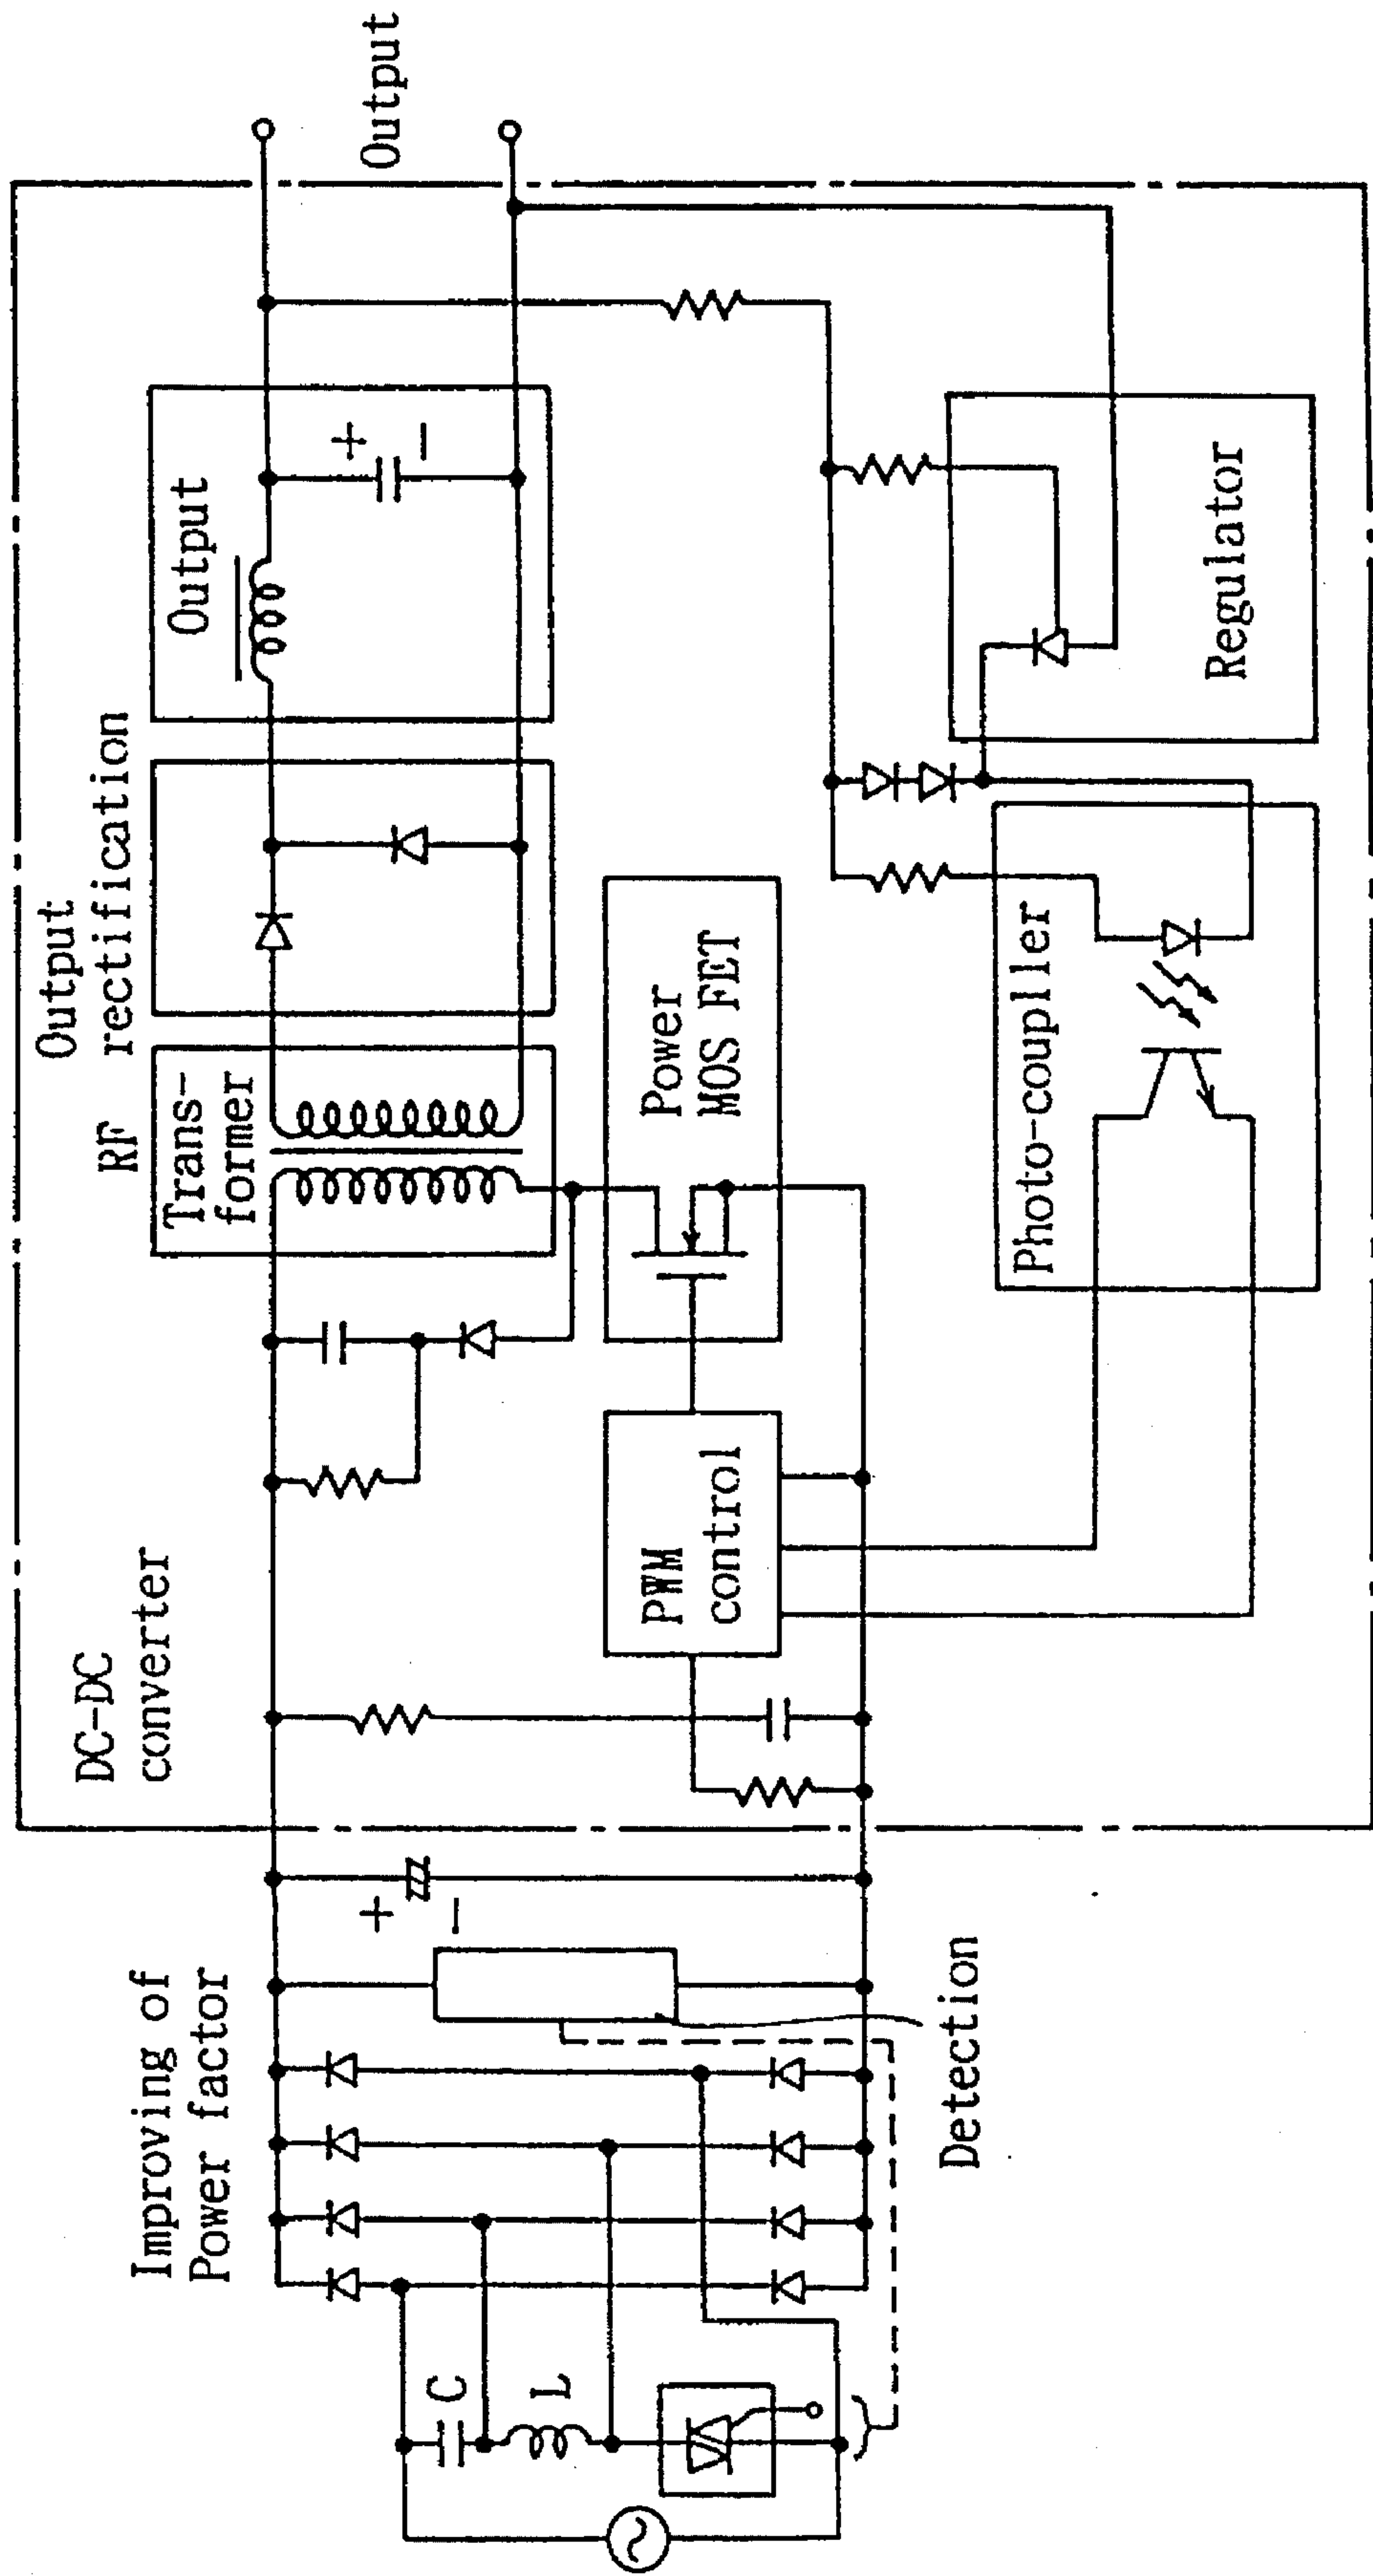 Improving of
Power factor
C
L
+
−
Detection
DC-DC
converter
PWM
control
RF
Trans-
former
Power
MOS FET
Output
rectification
Output
+
−
Photo-coupller
Regulator
Output